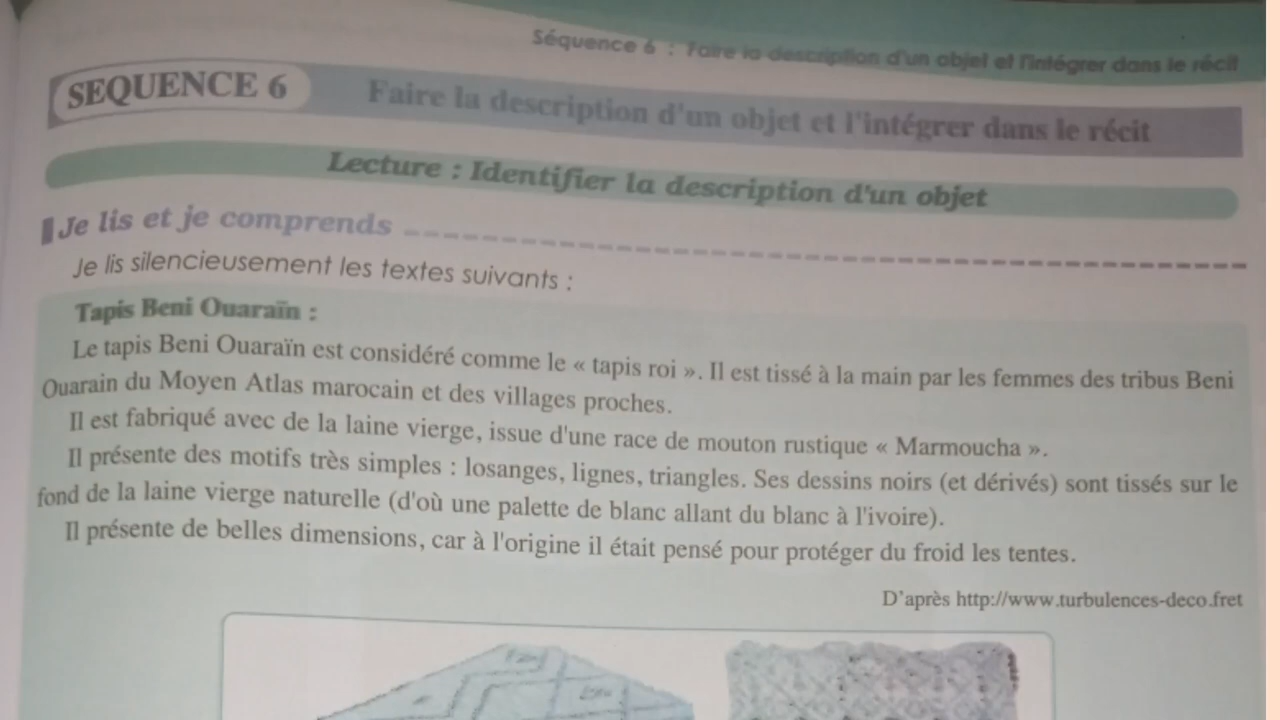 Séquence 6 : Faire la description d'un objet et l'intégrer dans le récit
SEQUENCE 6
Faire la description d'un objet et l'intégrer dans le récit
Lecture : Identifier la description d'un objet
Je lis et je comprends
Je lis silencieusement les textes suivants :
Tapis Beni Ouaraïn :
Le tapis Beni Ouaraïn est considéré comme le « tapis roi ». Il est tissé à la main par les femmes des tribus Beni
Ouarain du Moyen Atlas marocain et des villages proches.
Il est fabriqué avec de la laine vierge, issue d'une race de mouton rustique « Marmoucha ».
Il présente des motifs très simples : losanges, lignes, triangles. Ses dessins noirs (et dérivés) sont tissés sur le
fond de la laine vierge naturelle (d'où une palette de blanc allant du blanc à l'ivoire).
Il présente de belles dimensions, car à l'origine il était pensé pour protéger du froid les tentes.
D'après http://www.turbulences-deco.fret